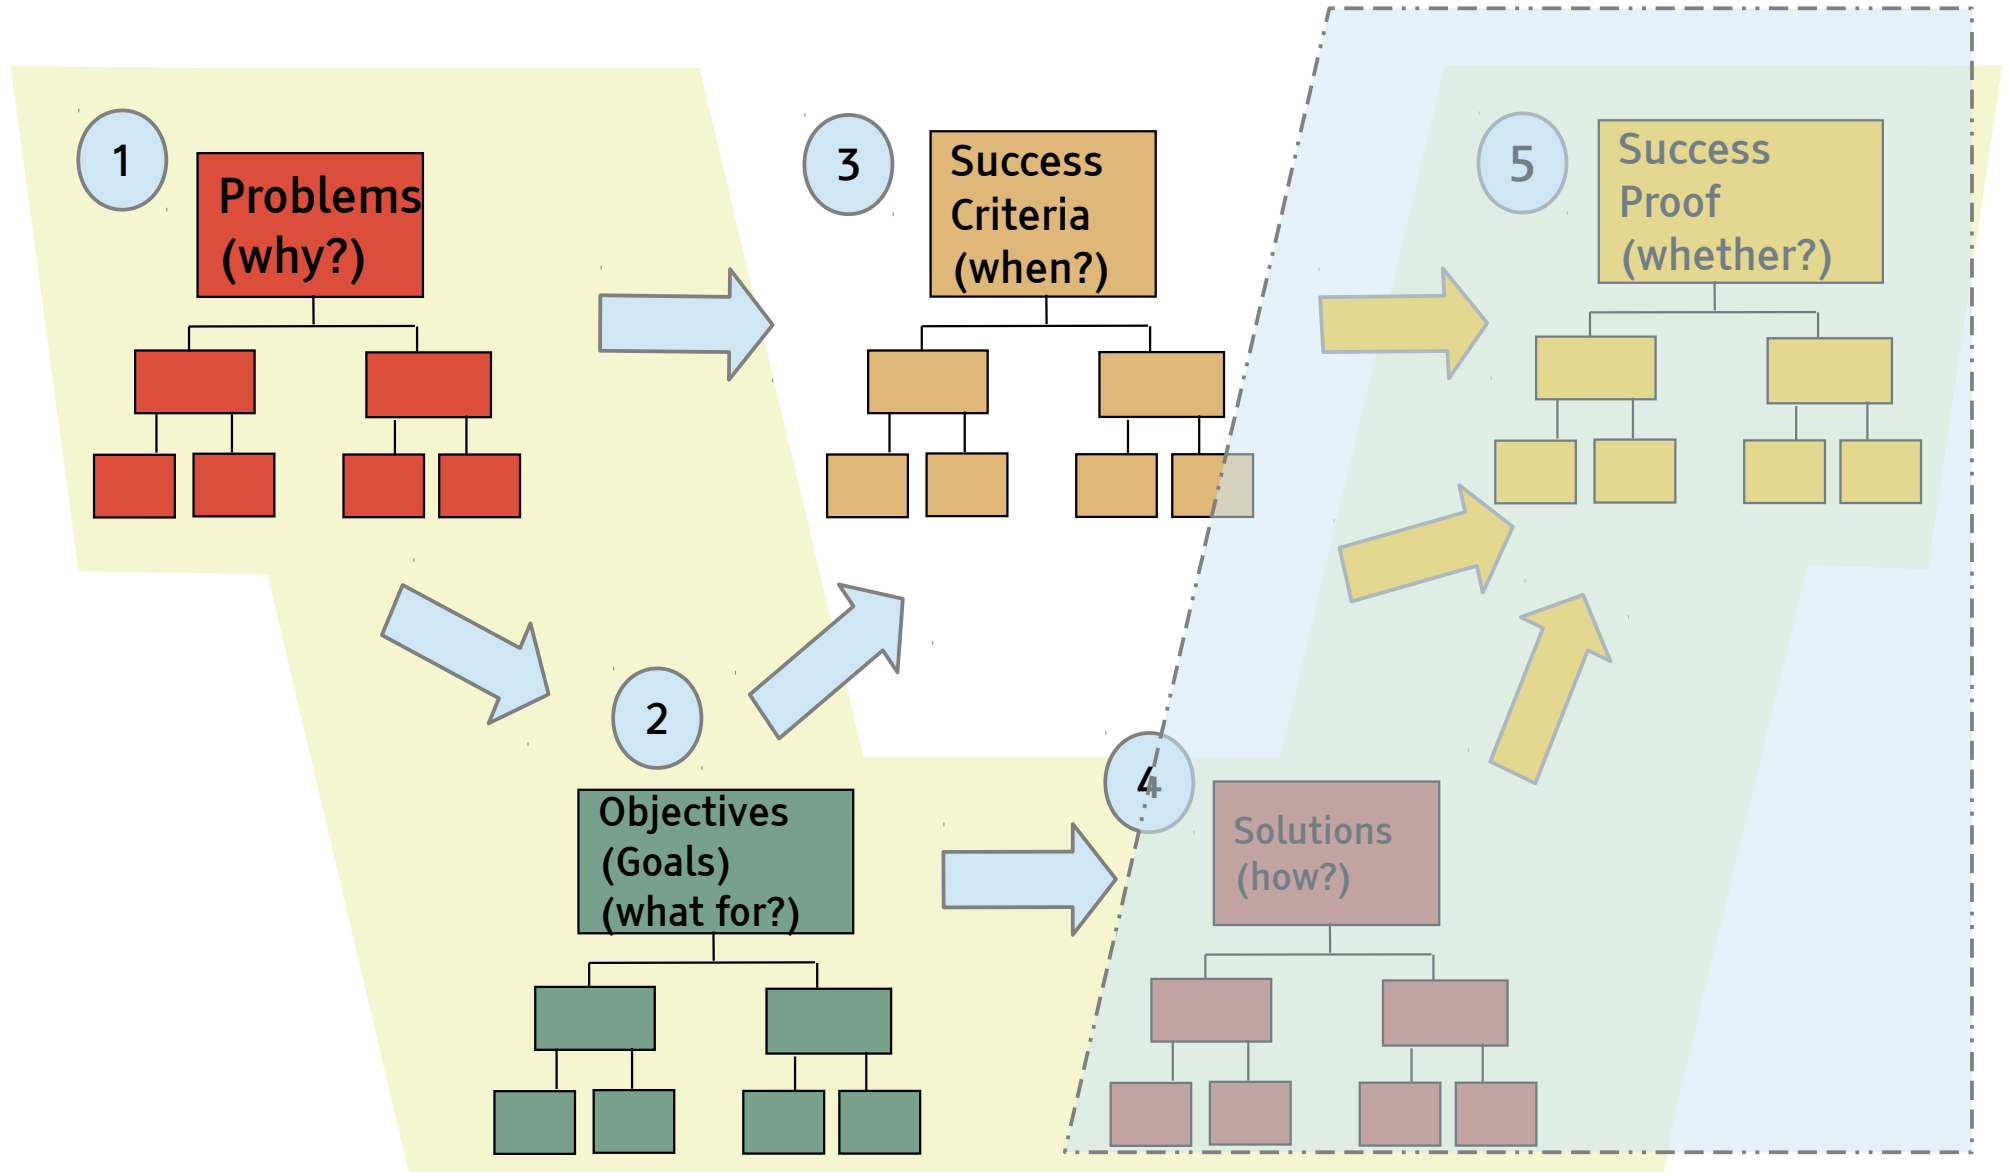 1
Problems
(why?)
3
Success
Criteria
(when?)
5
Success
Proof
(whether?)
2
Objectives
(Goals)
(what for?)
4
Solutions
(how?)